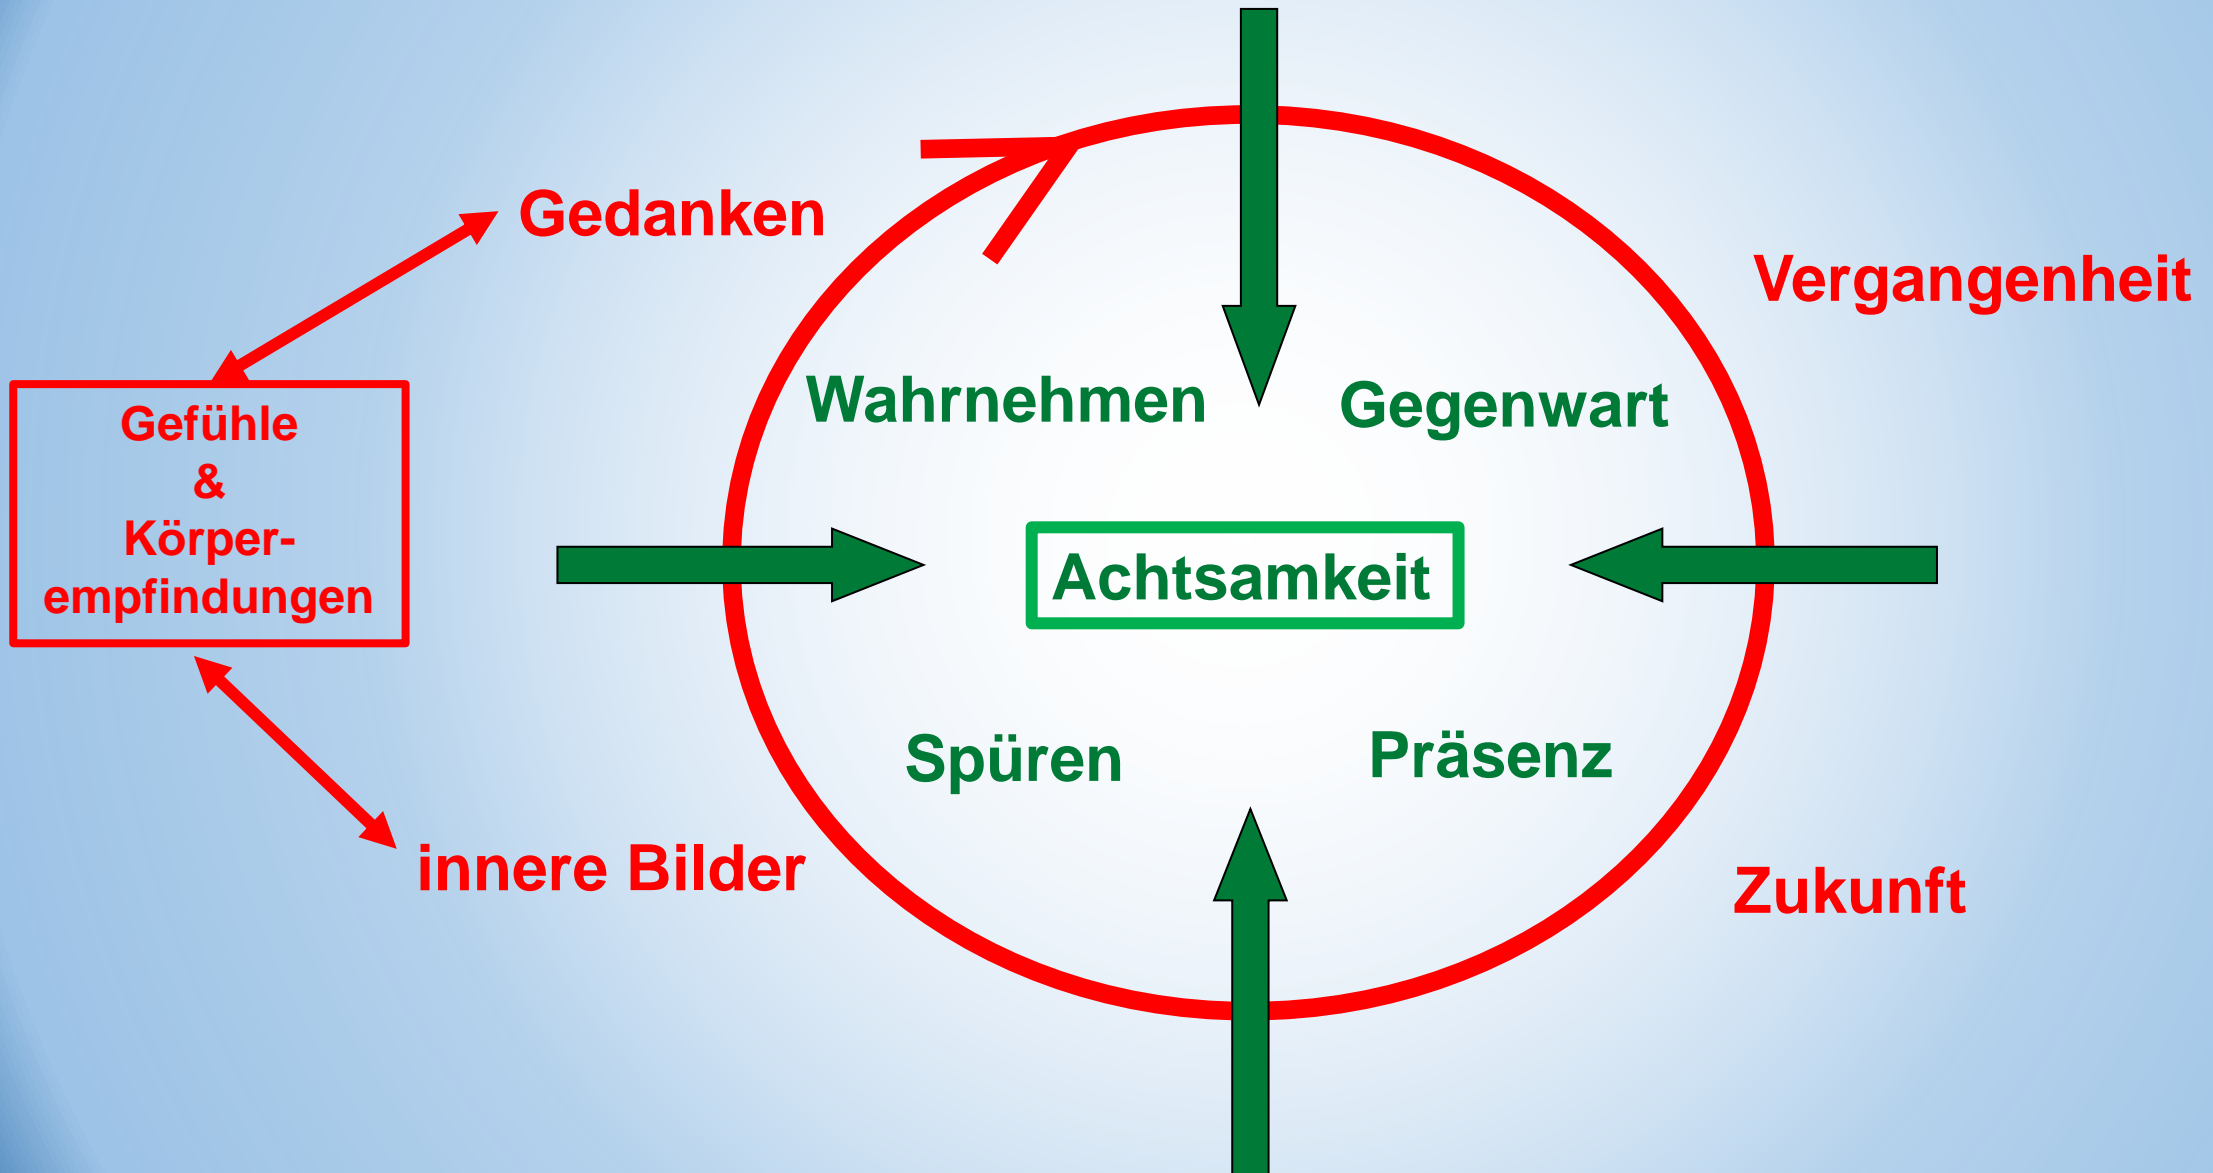 Gedanken
Vergangenheit
Wahrnehmen
Gegenwart
Gefühle
&
Körper-
empfindungen
Achtsamkeit
Spüren
Präsenz
innere Bilder
Zukunft